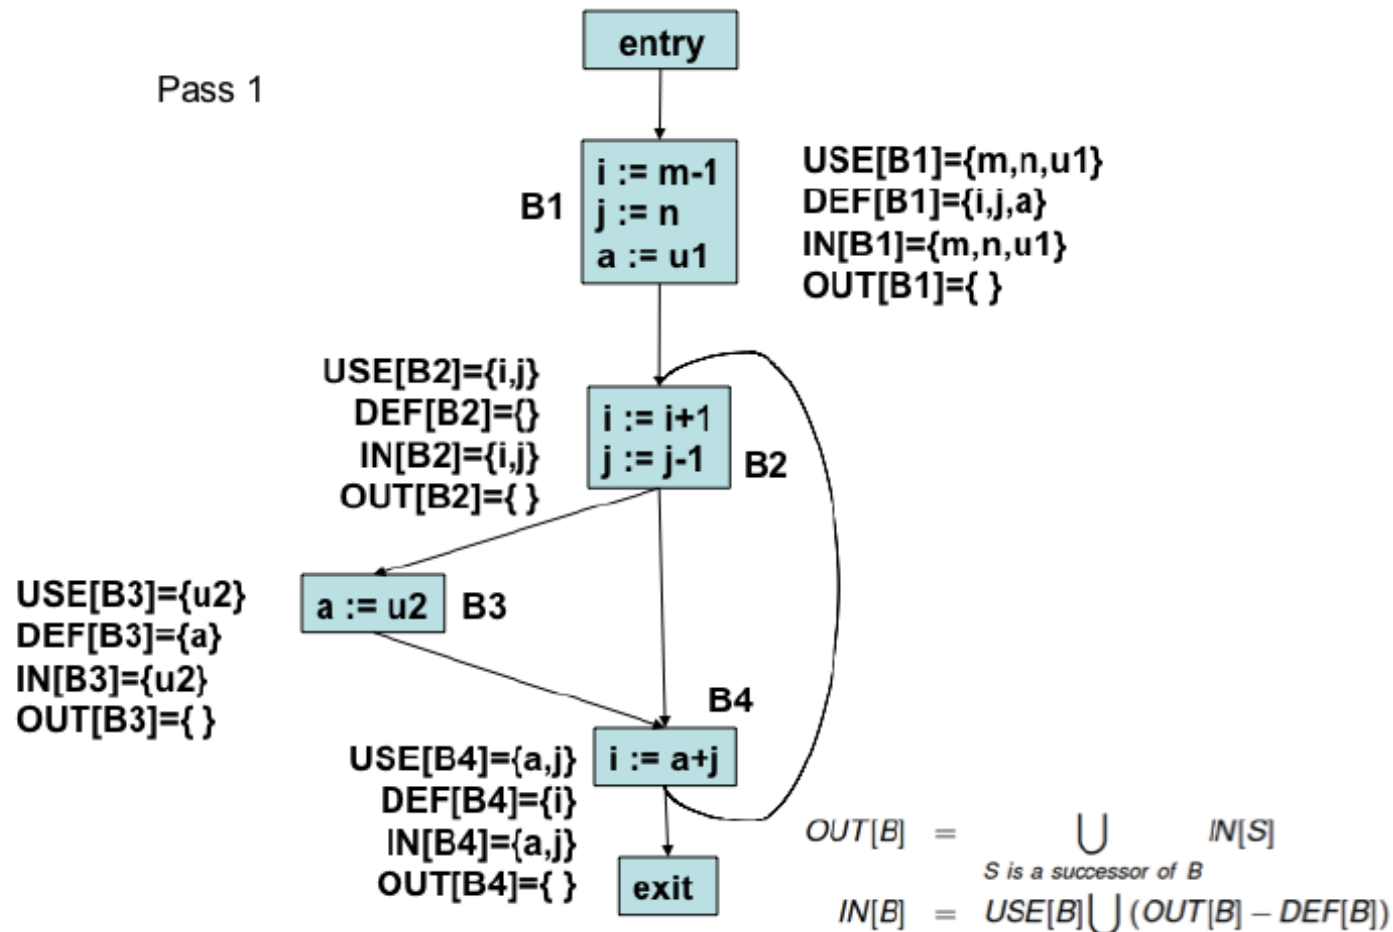 entry
Pass 1
B1
i := m-1
j := n
a := u1
USE[B1]={m,n,u1}
DEF[B1]={i,j,a}
IN[B1]={m,n,u1}
OUT[B1]={ }
USE[B2]={i,j}
DEF[B2]={}
IN[B2]={i,j}
OUT[B2]={ }
i := i+1
j := j-1
B2
USE[B3]={u2}
DEF[B3]={a}
IN[B3]={u2}
OUT[B3]={ }
a := u2
B3
B4
USE[B4]={a,j}
DEF[B4]={i}
IN[B4]={a,j}
OUT[B4]={ }
i := a+j
exit
OUT[B] = ⋃ IN[S]
S is a successor of B
IN[B] = USE[B] ⋃ (OUT[B] − DEF[B])